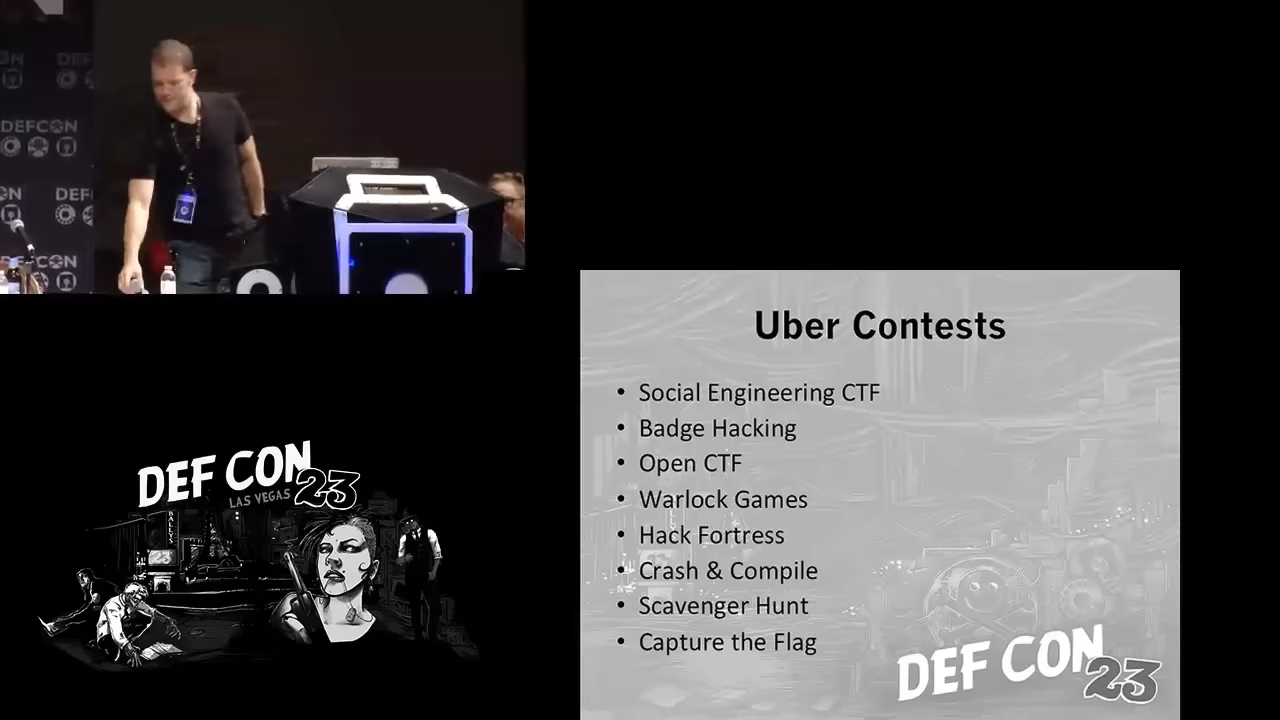 DEFCON
DEFCON
Uber Contests
• Social Engineering CTF
• Badge Hacking
• Open CTF
• Warlock Games
• Hack Fortress
• Crash & Compile
• Scavenger Hunt
• Capture the Flag
DEF CON 23
LAS VEGAS
BALLYS
DEF CON 23